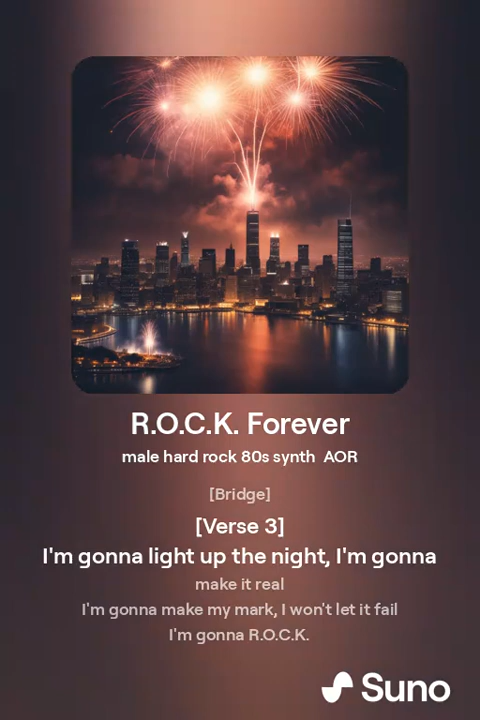 R.O.C.K. Forever
male hard rock 80s synth  AOR
[Bridge]
[Verse 3]
I'm gonna light up the night, I'm gonna
make it real
I'm gonna make my mark, I won't let it fail
I'm gonna R.O.C.K.
Suno